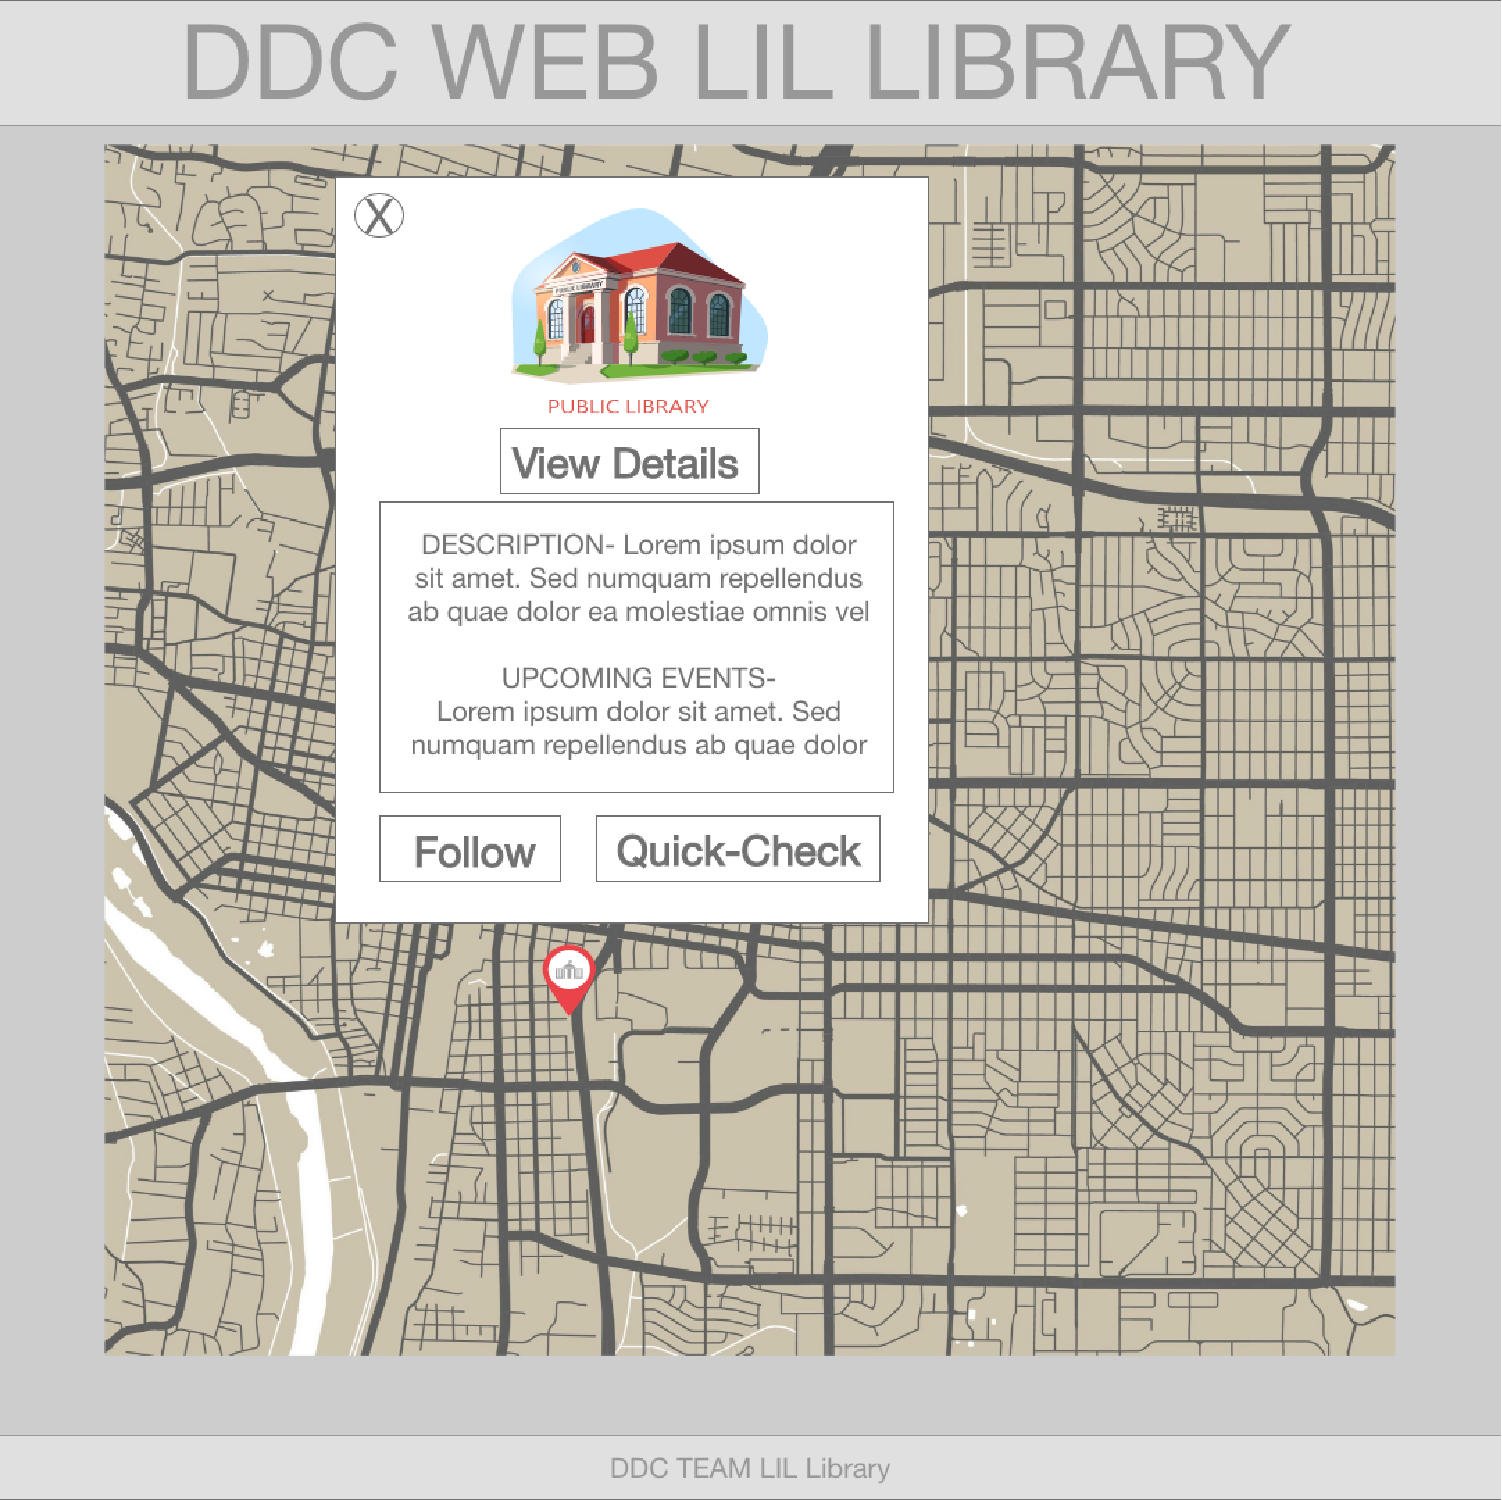 DDC WEB LIL LIBRARY
X
PUBLIC LIBRARY
PUBLIC LIBRARY
View Details
DESCRIPTION- Lorem ipsum dolor
sit amet. Sed numquam repellendus
ab quae dolor ea molestiae omnis vel
UPCOMING EVENTS-
Lorem ipsum dolor sit amet. Sed
numquam repellendus ab quae dolor
Follow
Quick-Check
DDC TEAM LIL Library